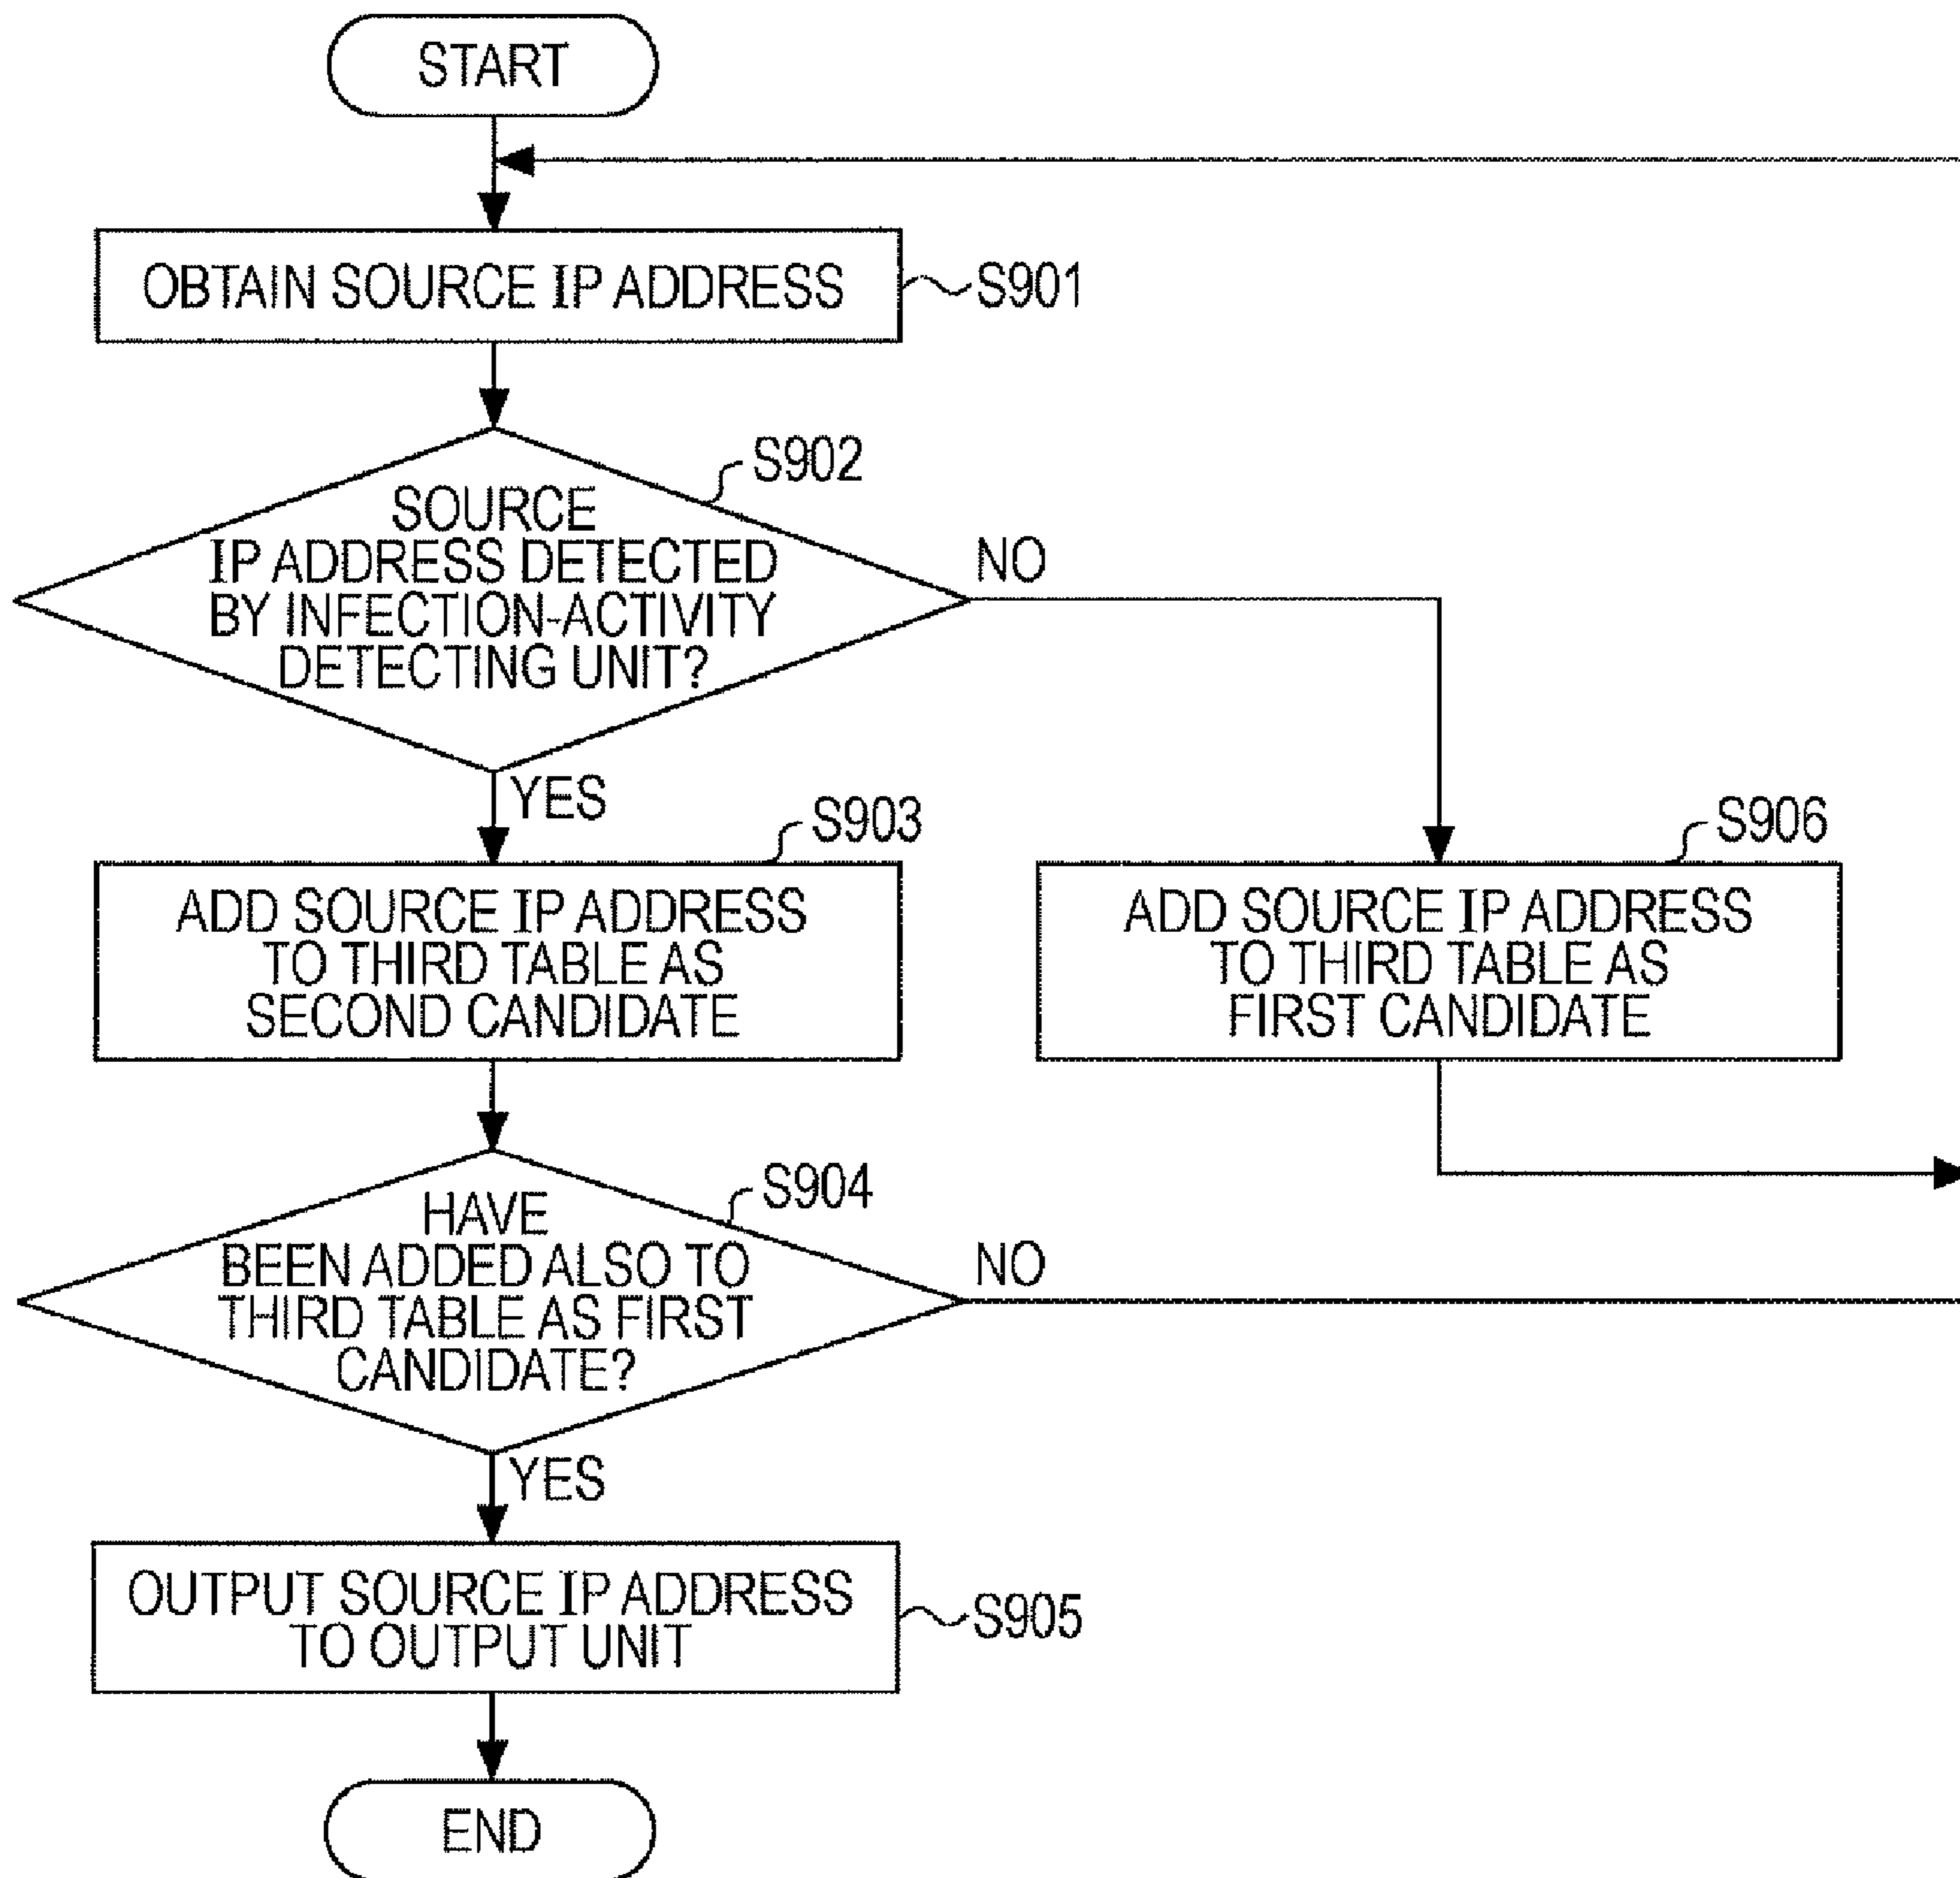 START
OBTAIN SOURCE IP ADDRESS
S901
S902
SOURCE
IP ADDRESS DETECTED
BY INFECTION-ACTIVITY
DETECTING UNIT?
NO
YES
S903
ADD SOURCE IP ADDRESS
TO THIRD TABLE AS
SECOND CANDIDATE
S906
ADD SOURCE IP ADDRESS
TO THIRD TABLE AS
FIRST CANDIDATE
S904
HAVE
BEEN ADDED ALSO TO
THIRD TABLE AS FIRST
CANDIDATE?
NO
YES
OUTPUT SOURCE IP ADDRESS
TO OUTPUT UNIT
S905
END